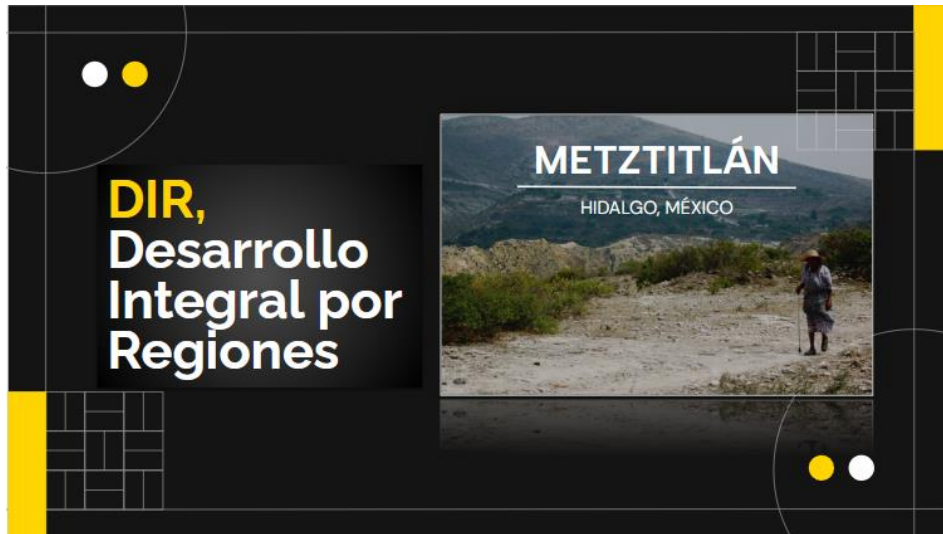 DIR,
Desarrollo
Integral por
Regiones
METZTITLÁN
HIDALGO, MÉXICO